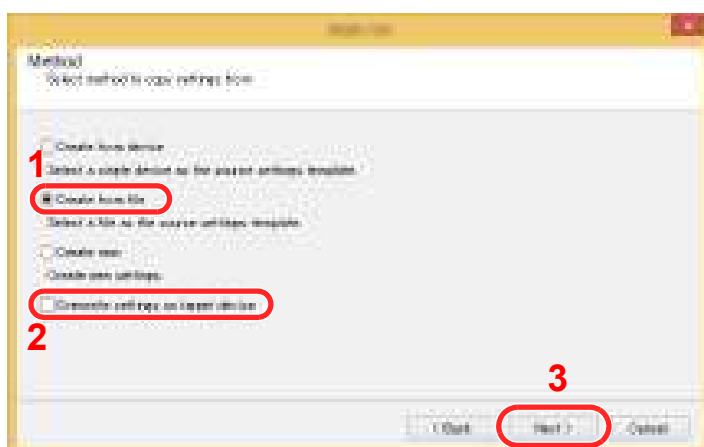 Method
Select method to copy settings from
Create from device
1
Select a single device as the source settings template.
Create from file
Select a file as the source settings template.
Create new
Create new settings.
Overwrite settings on target device
2
3
< Back
Next >
Cancel